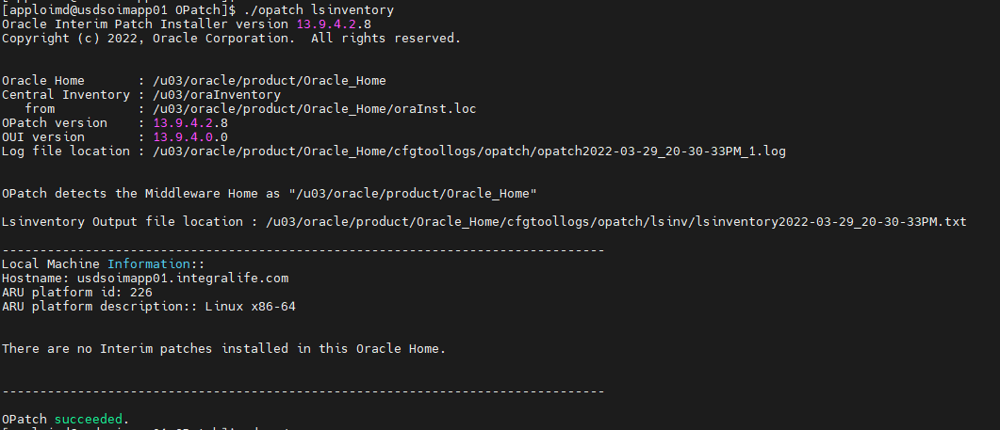 [apploimd@usdsoimapp01 OPatch]$ ./opatch lsinventory
Oracle Interim Patch Installer version 13.9.4.2.8
Copyright (c) 2022, Oracle Corporation.  All rights reserved.
Oracle Home       : /u03/oracle/product/Oracle_Home
Central Inventory : /u03/oraInventory
   from           : /u03/oracle/product/Oracle_Home/oraInst.loc
OPatch version    : 13.9.4.2.8
OUI version       : 13.9.4.0.0
Log file location : /u03/oracle/product/Oracle_Home/cfgtoollogs/opatch/opatch2022-03-29_20-30-33PM_1.log
OPatch detects the Middleware Home as "/u03/oracle/product/Oracle_Home"
Lsinventory Output file location : /u03/oracle/product/Oracle_Home/cfgtoollogs/opatch/lsinv/lsinventory2022-03-29_20-30-33PM.txt
--------------------------------------------------------------------------------
Local Machine Information::
Hostname: usdsoimapp01.integralife.com
ARU platform id: 226
ARU platform description:: Linux x86-64
There are no Interim patches installed in this Oracle Home.
--------------------------------------------------------------------------------
OPatch succeeded.